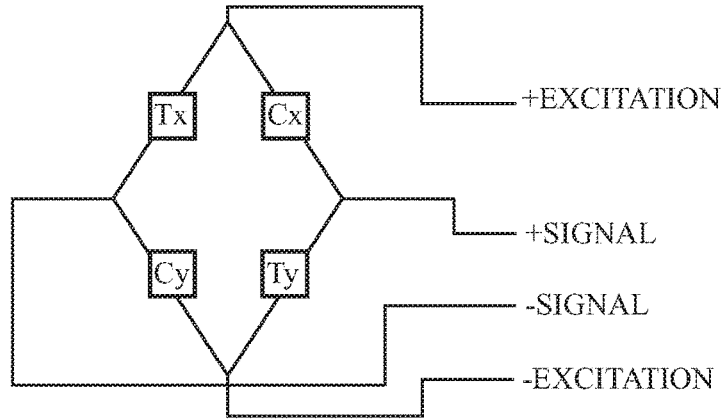 +EXCITATION
Tx Cx
+SIGNAL
Cy Ty
-SIGNAL
-EXCITATION